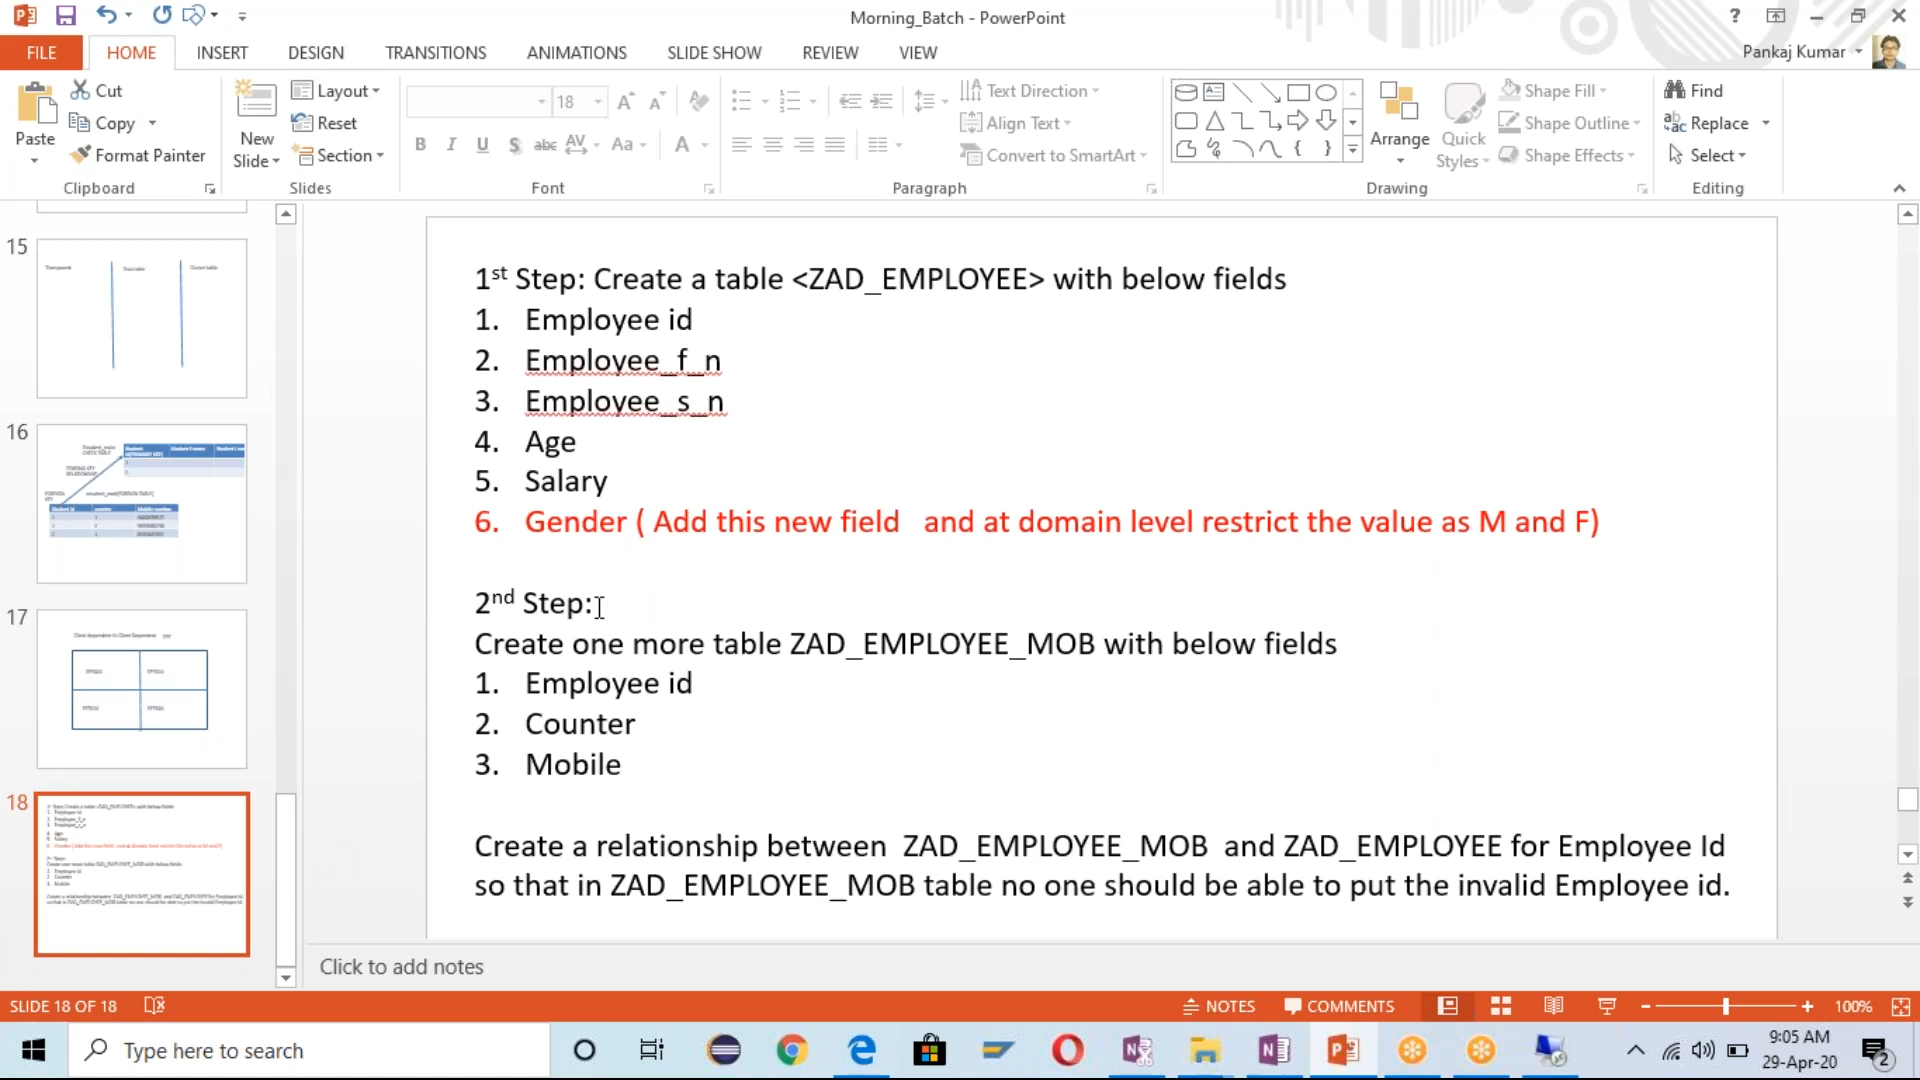 Morning_Batch - PowerPoint
FILE HOME INSERT DESIGN TRANSITIONS ANIMATIONS SLIDE SHOW REVIEW VIEW
Pankaj Kumar
Paste
Cut
Copy
Format Painter
Clipboard
New Slide
Layout
Reset
Section
Slides
18
Font
Text Direction
Align Text
Convert to SmartArt
Paragraph
Arrange
Quick Styles
Shape Fill
Shape Outline
Shape Effects
Drawing
Find
Replace
Select
Editing
15
16
17
18
1st Step: Create a table <ZAD_EMPLOYEE> with below fields
1. Employee id
2. Employee_f_n
3. Employee_s_n
4. Age
5. Salary
6. Gender ( Add this new field and at domain level restrict the value as M and F)
2nd Step:
Create one more table ZAD_EMPLOYEE_MOB with below fields
1. Employee id
2. Counter
3. Mobile
Create a relationship between ZAD_EMPLOYEE_MOB and ZAD_EMPLOYEE for Employee Id
so that in ZAD_EMPLOYEE_MOB table no one should be able to put the invalid Employee id.
Click to add notes
SLIDE 18 OF 18
NOTES
COMMENTS
100%
Type here to search
9:05 AM
29-Apr-20
2